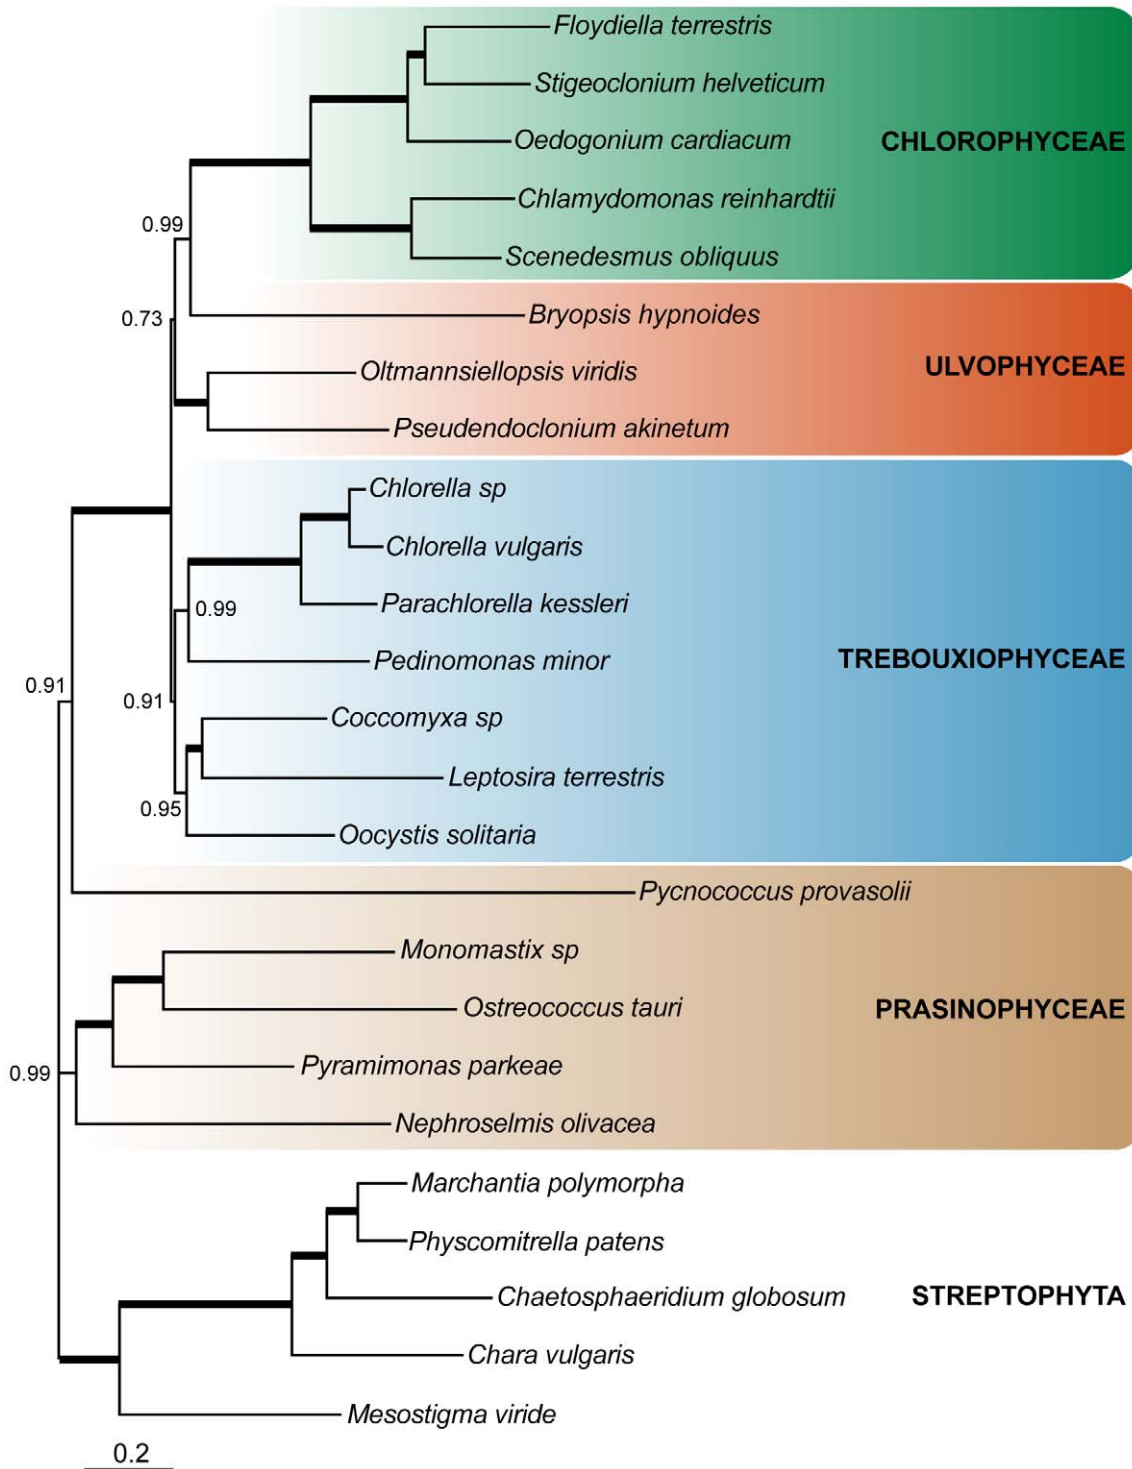 Floydiella terrestris
Stigeoclonium helveticum
Oedogonium cardiacum
CHLOROPHYCEAE
Chlamydomonas reinhardtii
0.99
Scenedesmus obliquus
Bryopsis hypnoides
0.73
ULVOPHYCEAE
Oltmannsiellopsis viridis
Pseudendoclonium akinetum
Chlorella sp
Chlorella vulgaris
Parachlorella kessleri
0.99
Pedinomonas minor
TREBOUXIOPHYCEAE
0.91
0.91
Coccomyxa sp
Leptosira terrestris
0.95
Oocystis solitaria
Pycnococcus provasolii
Monomastix sp
Ostreococcus tauri
PRASINOPHYCEAE
Pyramimonas parkeae
0.99
Nephroselmis olivacea
Marchantia polymorpha
Physcomitrella patens
Chaetosphaeridium globosum
STREPTOPHYTA
Chara vulgaris
Mesostigma viride
0.2